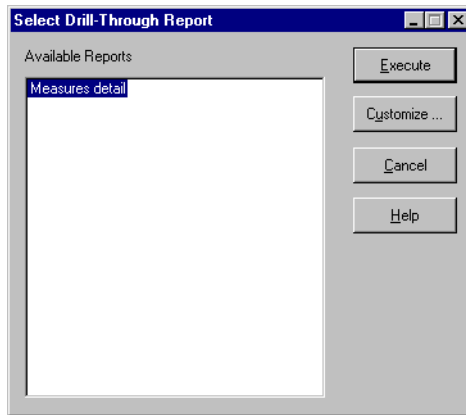 Select Drill-Through Report
Available Reports
Measures detail
Execute
Customize ...
Cancel
Help